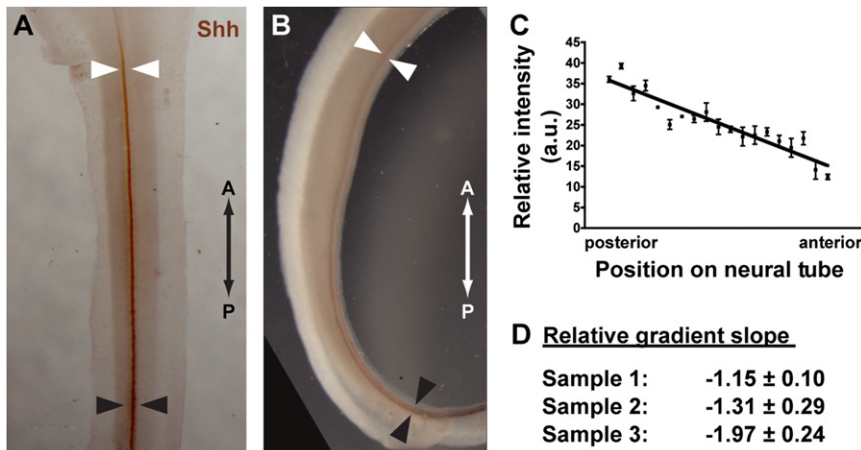 A
Shh
A
P
B
A
P
C
Relative intensity
(a.u.)
45
40
35
30
25
20
15
10
5
0
posterior
anterior
Position on neural tube
D Relative gradient slope
Sample 1: -1.15 ± 0.10
Sample 2: -1.31 ± 0.29
Sample 3: -1.97 ± 0.24